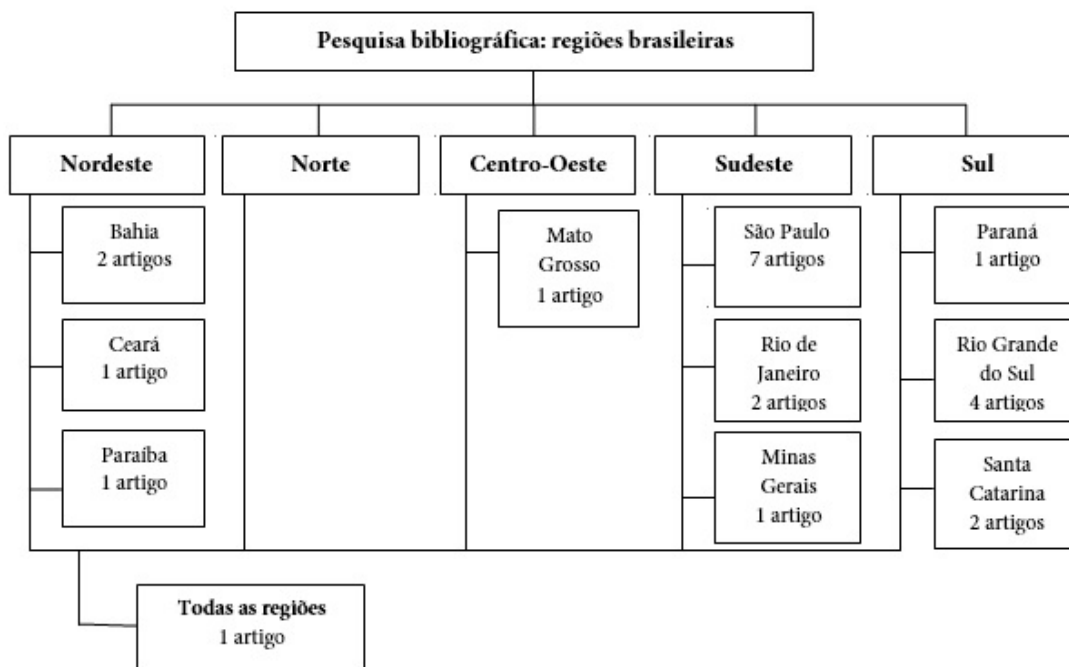 Pesquisa bibliográfica: regiões brasileiras
Nordeste
Norte
Centro-Oeste
Sudeste
Sul
Bahia
2 artigos
Ceará
1 artigo
Paraíba
1 artigo
Mato
Grosso
1 artigo
São Paulo
7 artigos
Rio de
Janeiro
2 artigos
Minas
Gerais
1 artigo
Paraná
1 artigo
Rio Grande
do Sul
4 artigos
Santa
Catarina
2 artigos
Todas as regiões
1 artigo